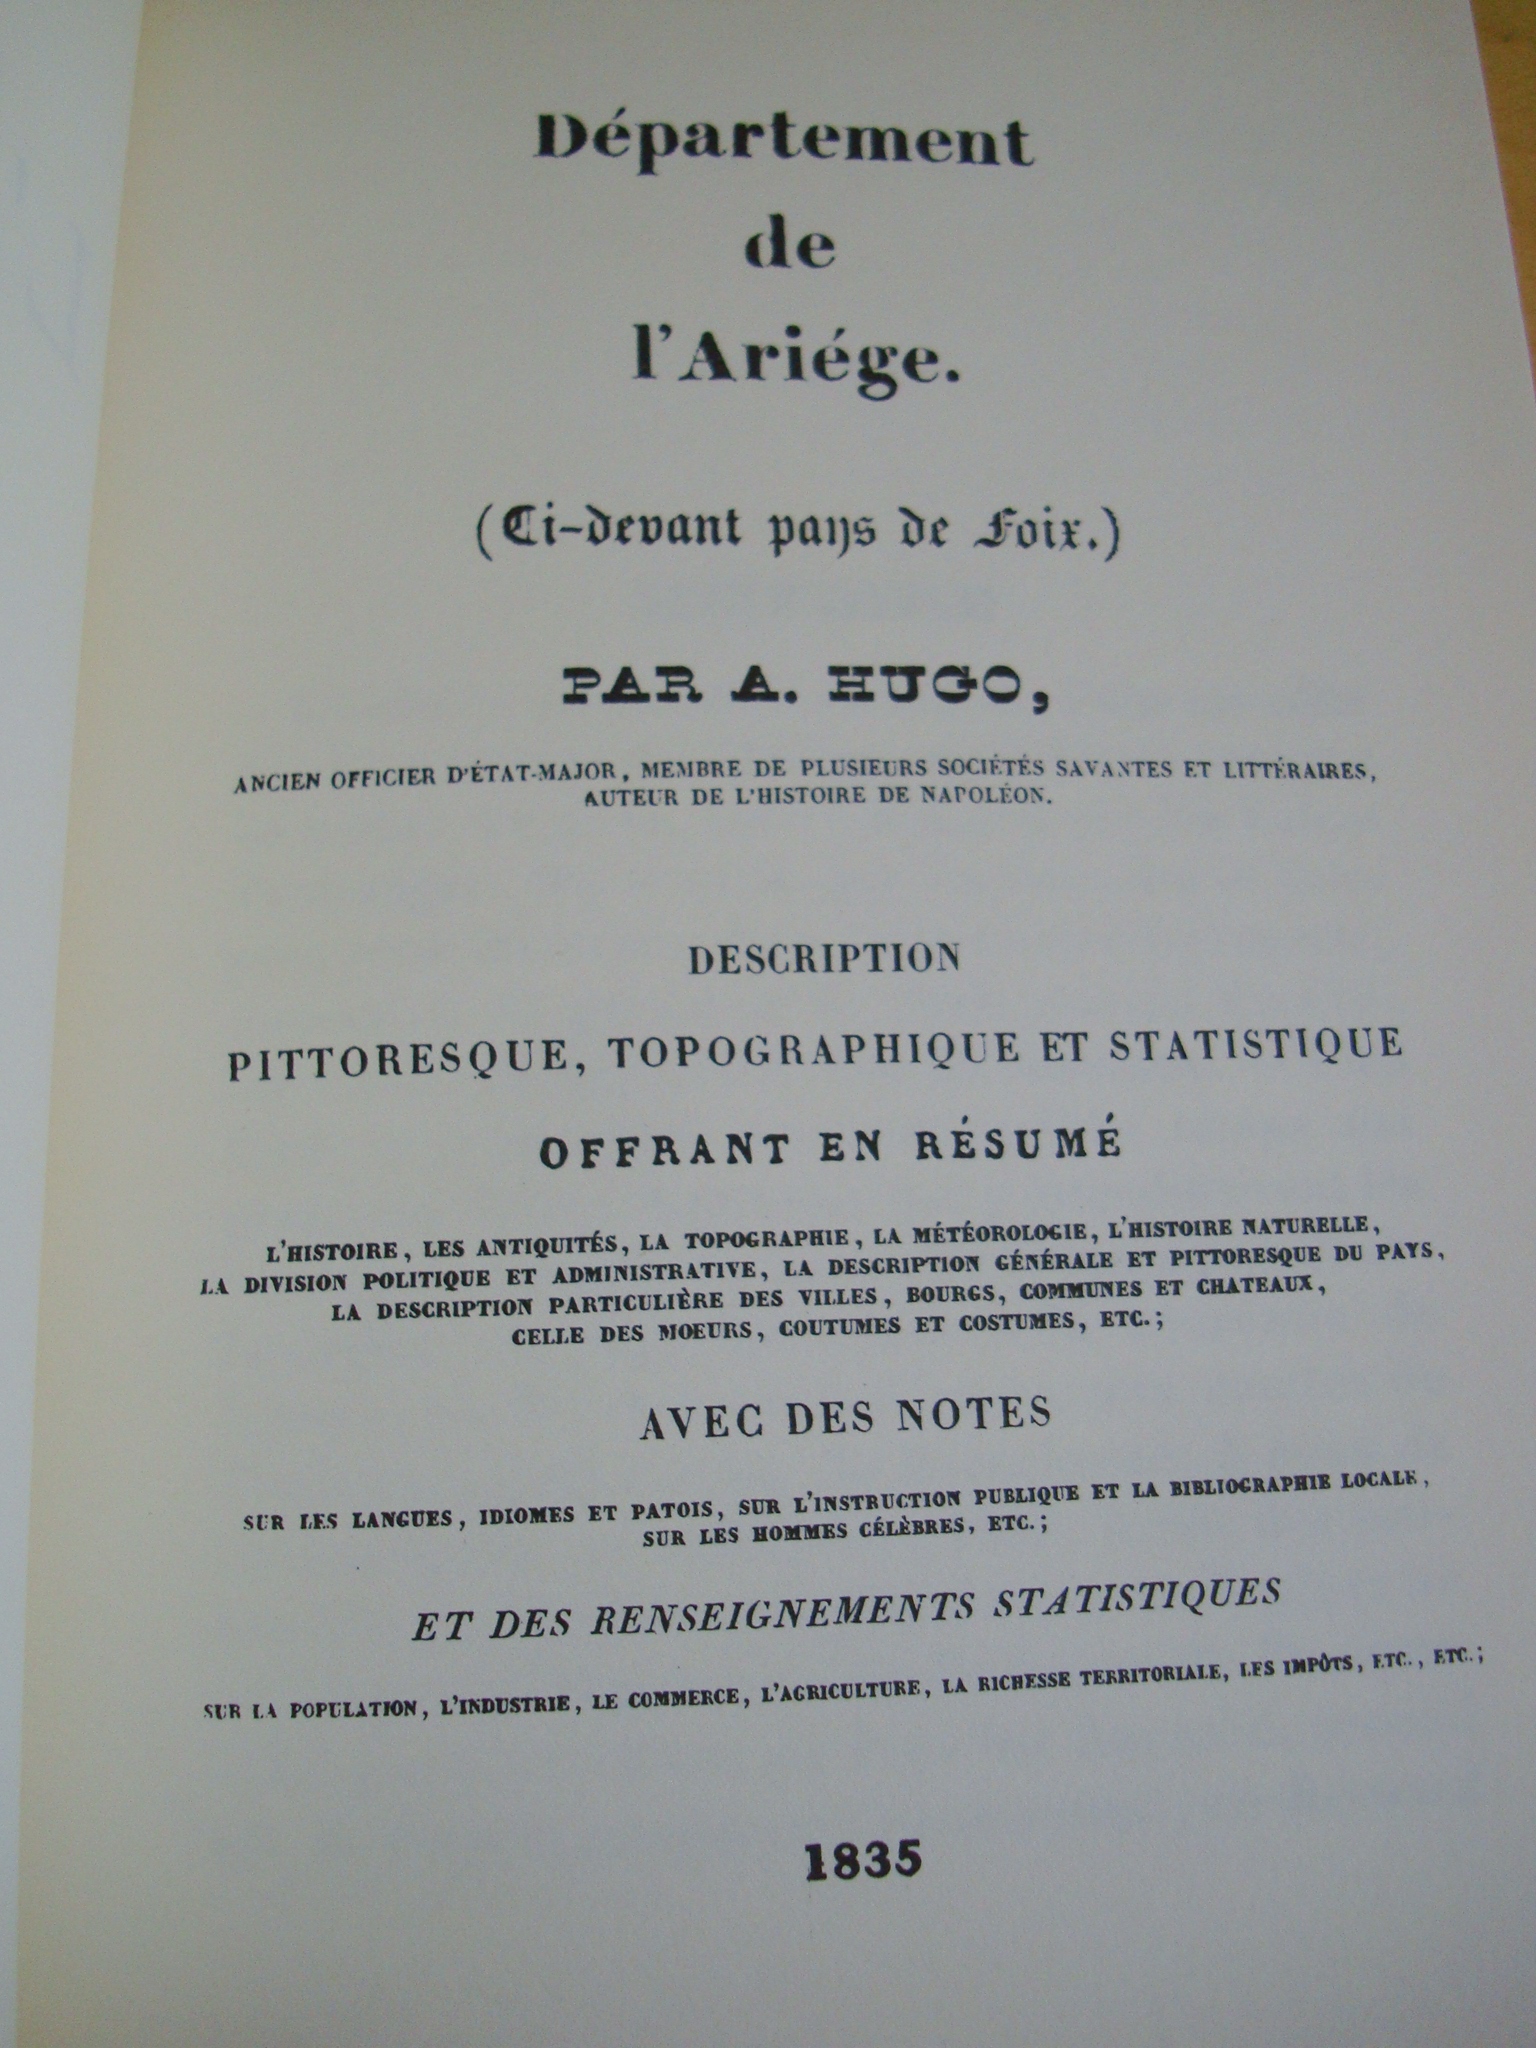 Département
de
l'Ariége.
(Ci-devant pays de Foix.)
PAR A. HUGO,
ANCIEN OFFICIER D'ÉTAT-MAJOR, MEMBRE DE PLUSIEURS SOCIÉTÉS SAVANTES ET LITTÉRAIRES,
AUTEUR DE L'HISTOIRE DE NAPOLÉON.
DESCRIPTION
PITTORESQUE, TOPOGRAPHIQUE ET STATISTIQUE
OFFRANT EN RÉSUMÉ
L'HISTOIRE, LES ANTIQUITÉS, LA TOPOGRAPHIE, LA MÉTÉOROLOGIE, L'HISTOIRE NATURELLE,
LA DIVISION POLITIQUE ET ADMINISTRATIVE, LA DESCRIPTION GÉNÉRALE ET PITTORESQUE DU PAYS,
LA DESCRIPTION PARTICULIÈRE DES VILLES, BOURGS, COMMUNES ET CHATEAUX,
CELLE DES MOEURS, COUTUMES ET COSTUMES, ETC.;
AVEC DES NOTES
SUR LES LANGUES, IDIOMES ET PATOIS, SUR L'INSTRUCTION PUBLIQUE ET LA BIBLIOGRAPHIE LOCALE,
SUR LES HOMMES CÉLÈBRES, ETC.;
ET DES RENSEIGNEMENTS STATISTIQUES
SUR LA POPULATION, L'INDUSTRIE, LE COMMERCE, L'AGRICULTURE, LA RICHESSE TERRITORIALE, LES IMPÔTS, ETC., ETC.;
1835